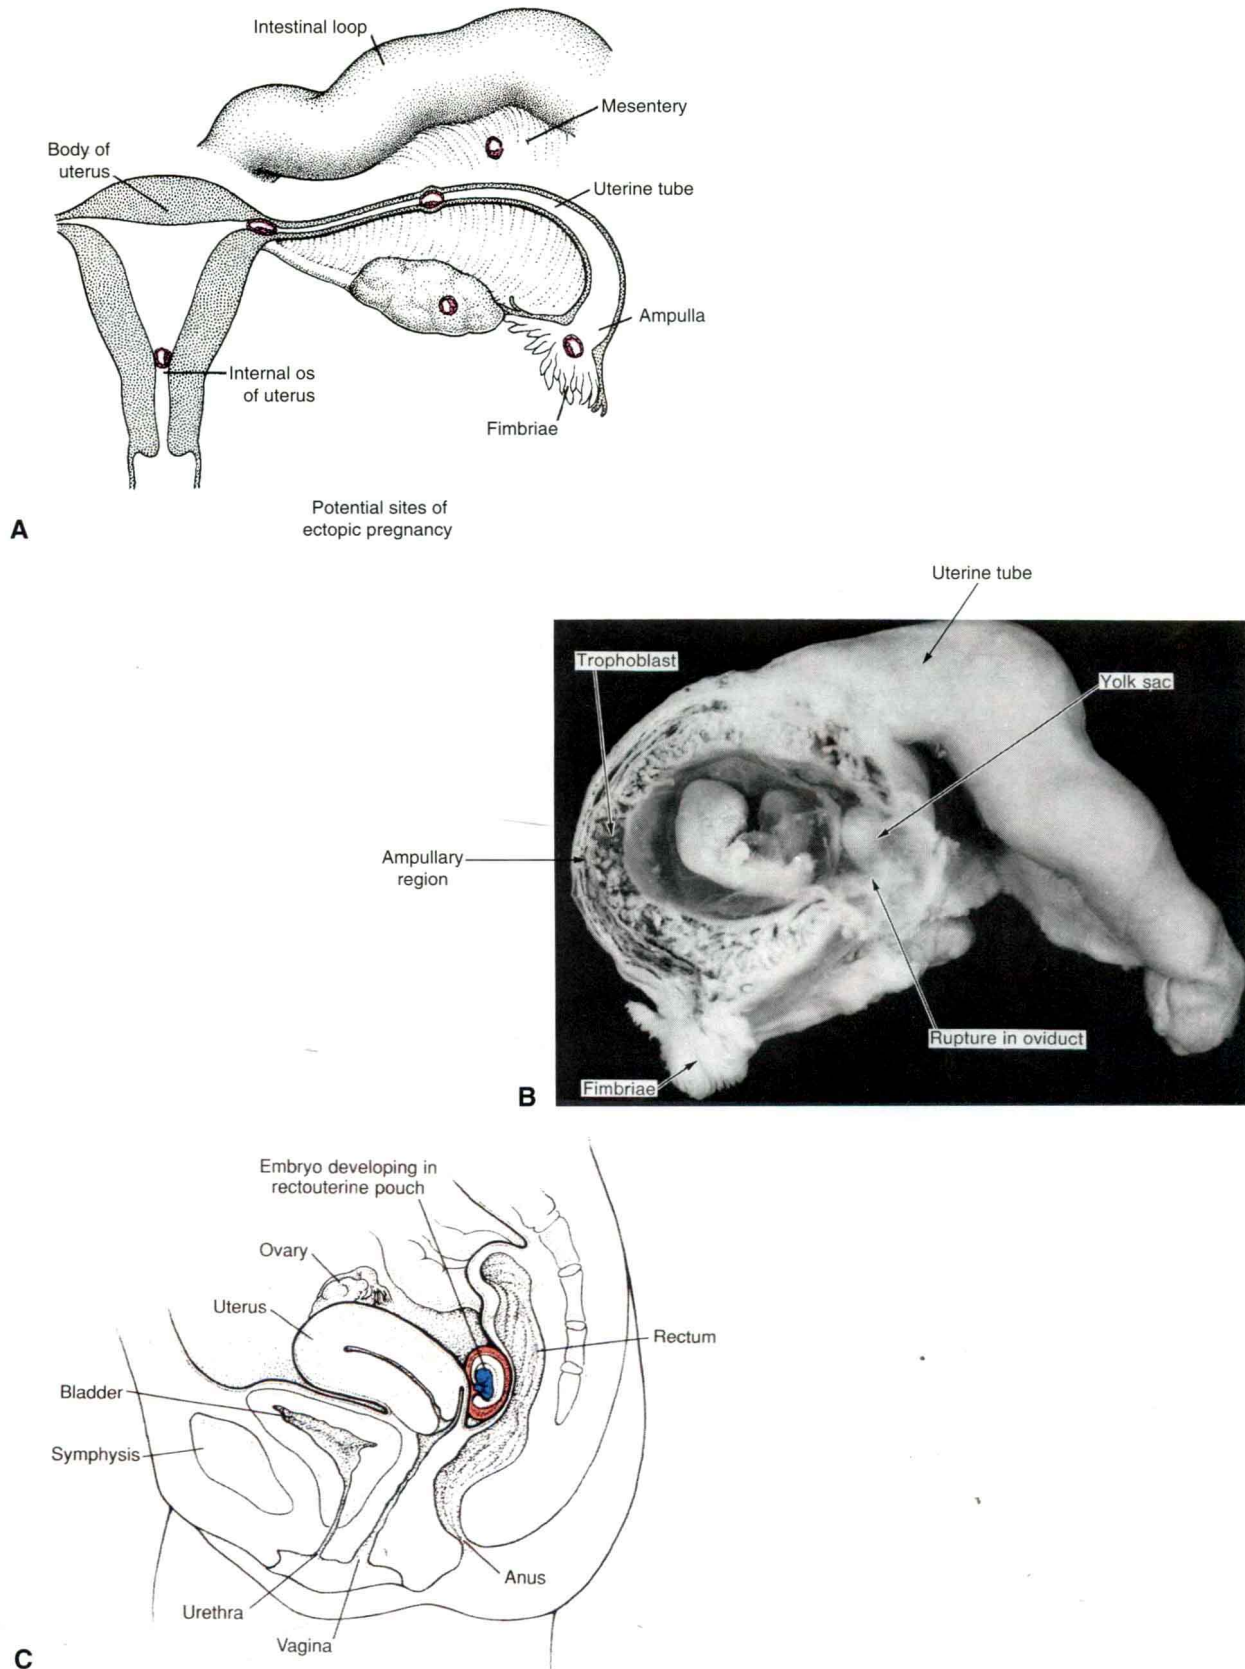 Intestinal loop
Mesentery
Body of
uterus
Uterine tube
Ampulla
Internal os
of uterus
Fimbriae
Potential sites of
ectopic pregnancy
A
Uterine tube
Trophoblast
Yolk sac
Ampullary
region
Rupture in oviduct
Fimbriae
B
Embryo developing in
rectouterine pouch
Ovary
Uterus
Rectum
Bladder
Symphysis
Anus
Urethra
Vagina
C